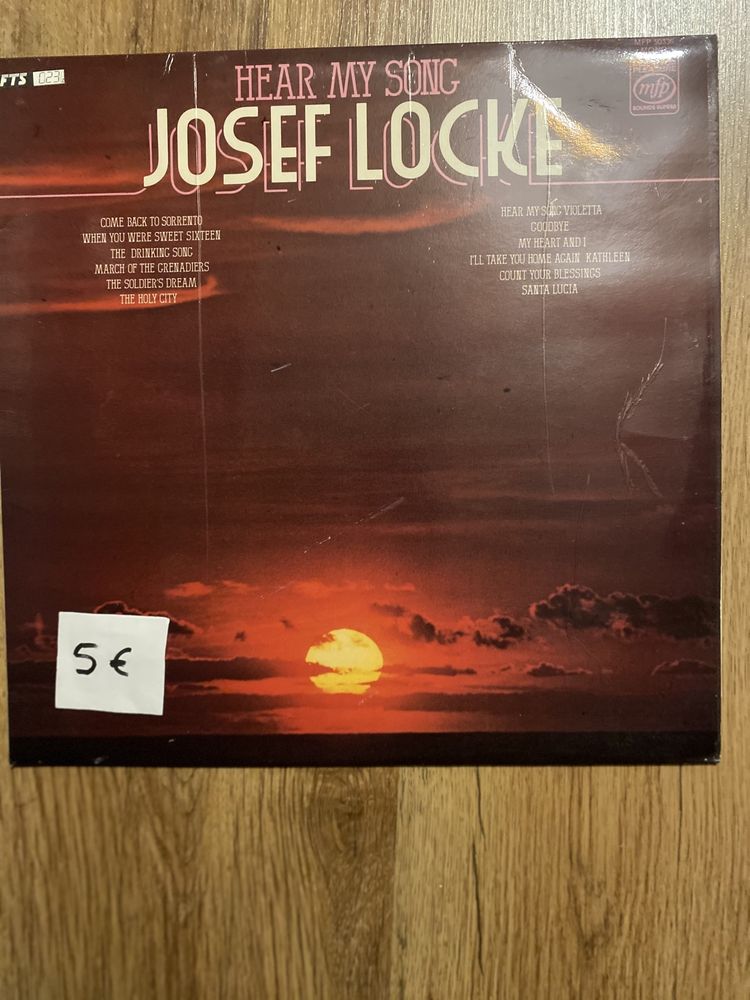 FTS 023
HEAR MY SONG
JOSEF LOCKE
mfp
SOUNDS SUPERB
COME BACK TO SORRENTO
WHEN YOU WERE SWEET SIXTEEN
THE DRINKING SONG
MARCH OF THE GRENADIERS
THE SOLDIER'S DREAM
THE HOLY CITY
HEAR MY SONG VIOLETTA
GOODBYE
MY HEART AND I
I'LL TAKE YOU HOME AGAIN KATHLEEN
COUNT YOUR BLESSINGS
SANTA LUCIA
5 €